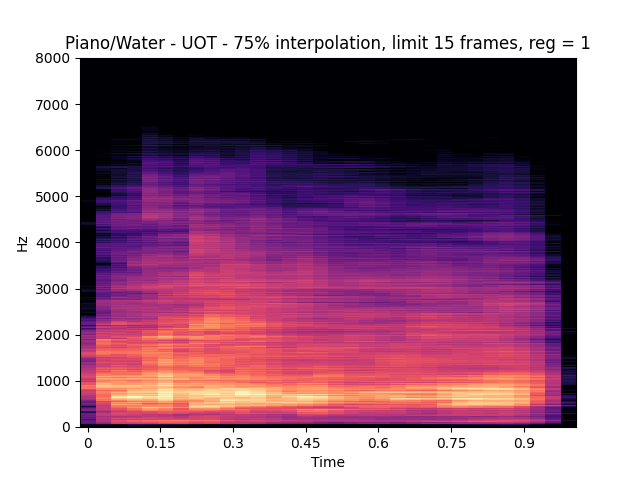 Piano/Water - UOT - 75% interpolation, limit 15 frames, reg = 1
8000
7000
6000
5000
4000
3000
2000
1000
0
Hz
0 0.15 0.3 0.45 0.6 0.75 0.9
Time